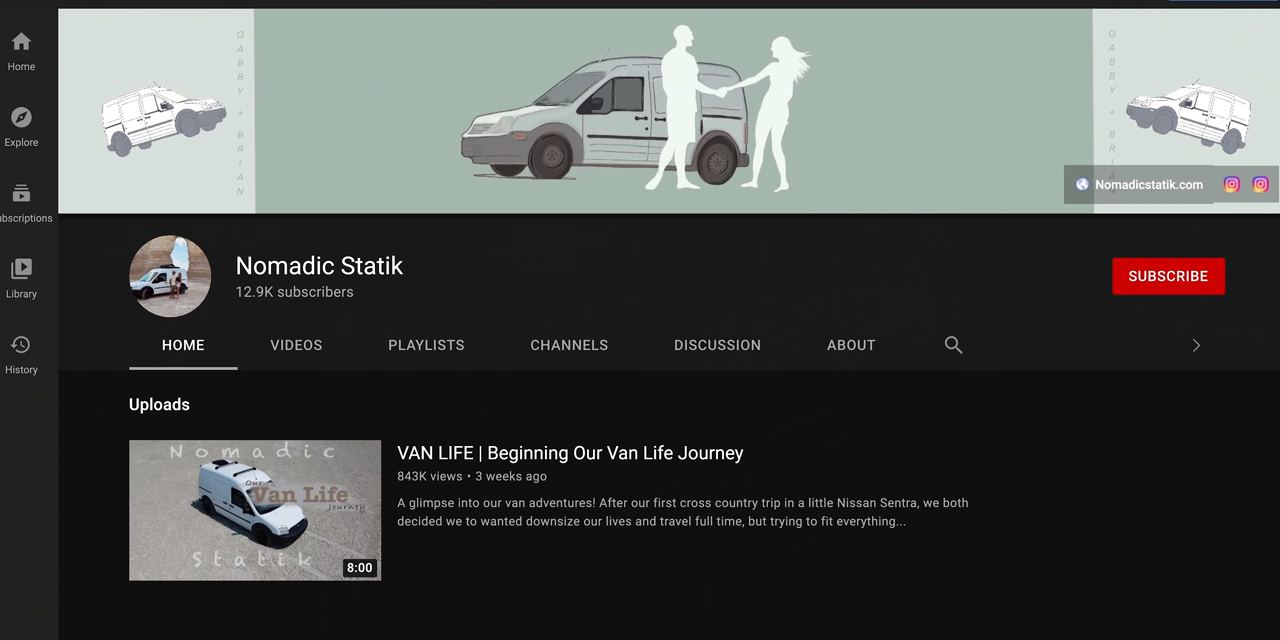 Home
Explore
ubscriptions
Library
History
GABBY + BRIAN
GABBY + BRIAN
Nomadicstatik.com
Nomadic Statik
12.9K subscribers
SUBSCRIBE
HOME
VIDEOS
PLAYLISTS
CHANNELS
DISCUSSION
ABOUT
Uploads
Nomadic
Our
Van Life
Journey
Statik
8:00
VAN LIFE | Beginning Our Van Life Journey
843K views • 3 weeks ago
A glimpse into our van adventures! After our first cross country trip in a little Nissan Sentra, we both
decided we to wanted downsize our lives and travel full time, but trying to fit everything...